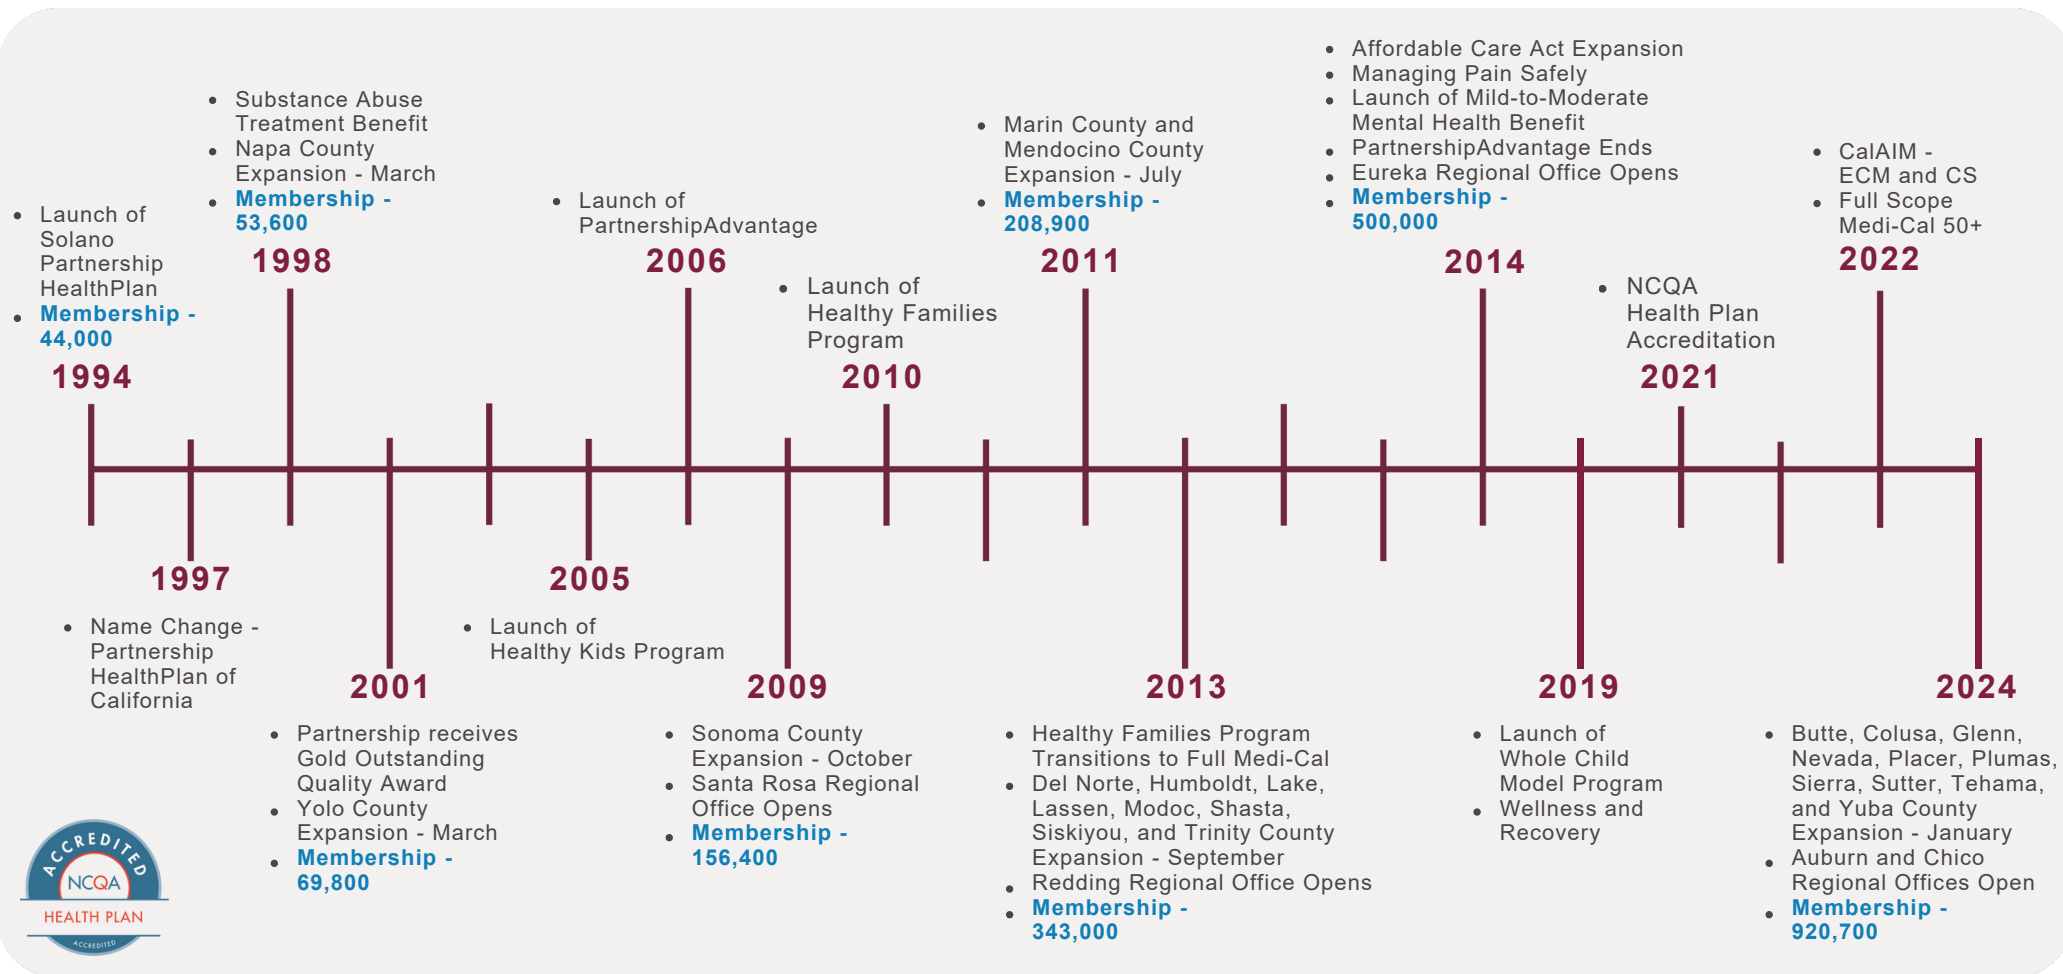 Launch of
Solano
Partnership
HealthPlan
Membership -
44,000
1994
Name Change -
Partnership
HealthPlan of
California
1997
Substance Abuse
Treatment Benefit
Napa County
Expansion - March
Membership -
53,600
1998
2001
Partnership receives
Gold Outstanding
Quality Award
Yolo County
Expansion - March
Membership -
69,800
2005
Launch of
Healthy Kids Program
Launch of
PartnershipAdvantage
2006
2009
Sonoma County
Expansion - October
Santa Rosa Regional
Office Opens
Membership -
156,400
Launch of
Healthy Families
Program
2010
Marin County and
Mendocino County
Expansion - July
Membership -
208,900
2011
2013
Healthy Families Program
Transitions to Full Medi-Cal
Del Norte, Humboldt, Lake,
Lassen, Modoc, Shasta,
Siskiyou, and Trinity County
Expansion - September
Redding Regional Office Opens
Membership -
343,000
Affordable Care Act Expansion
Managing Pain Safely
Launch of Mild-to-Moderate
Mental Health Benefit
PartnershipAdvantage Ends
Eureka Regional Office Opens
Membership -
500,000
2014
2019
Launch of
Whole Child
Model Program
Wellness and
Recovery
NCQA
Health Plan
Accreditation
2021
CalAIM -
ECM and CS
Full Scope
Medi-Cal 50+
2022
2024
Butte, Colusa, Glenn,
Nevada, Placer, Plumas,
Sierra, Sutter, Tehama,
and Yuba County
Expansion - January
Auburn and Chico
Regional Offices Open
Membership -
920,700
ACCREDITED
NCQA
HEALTH PLAN
ACCREDITED